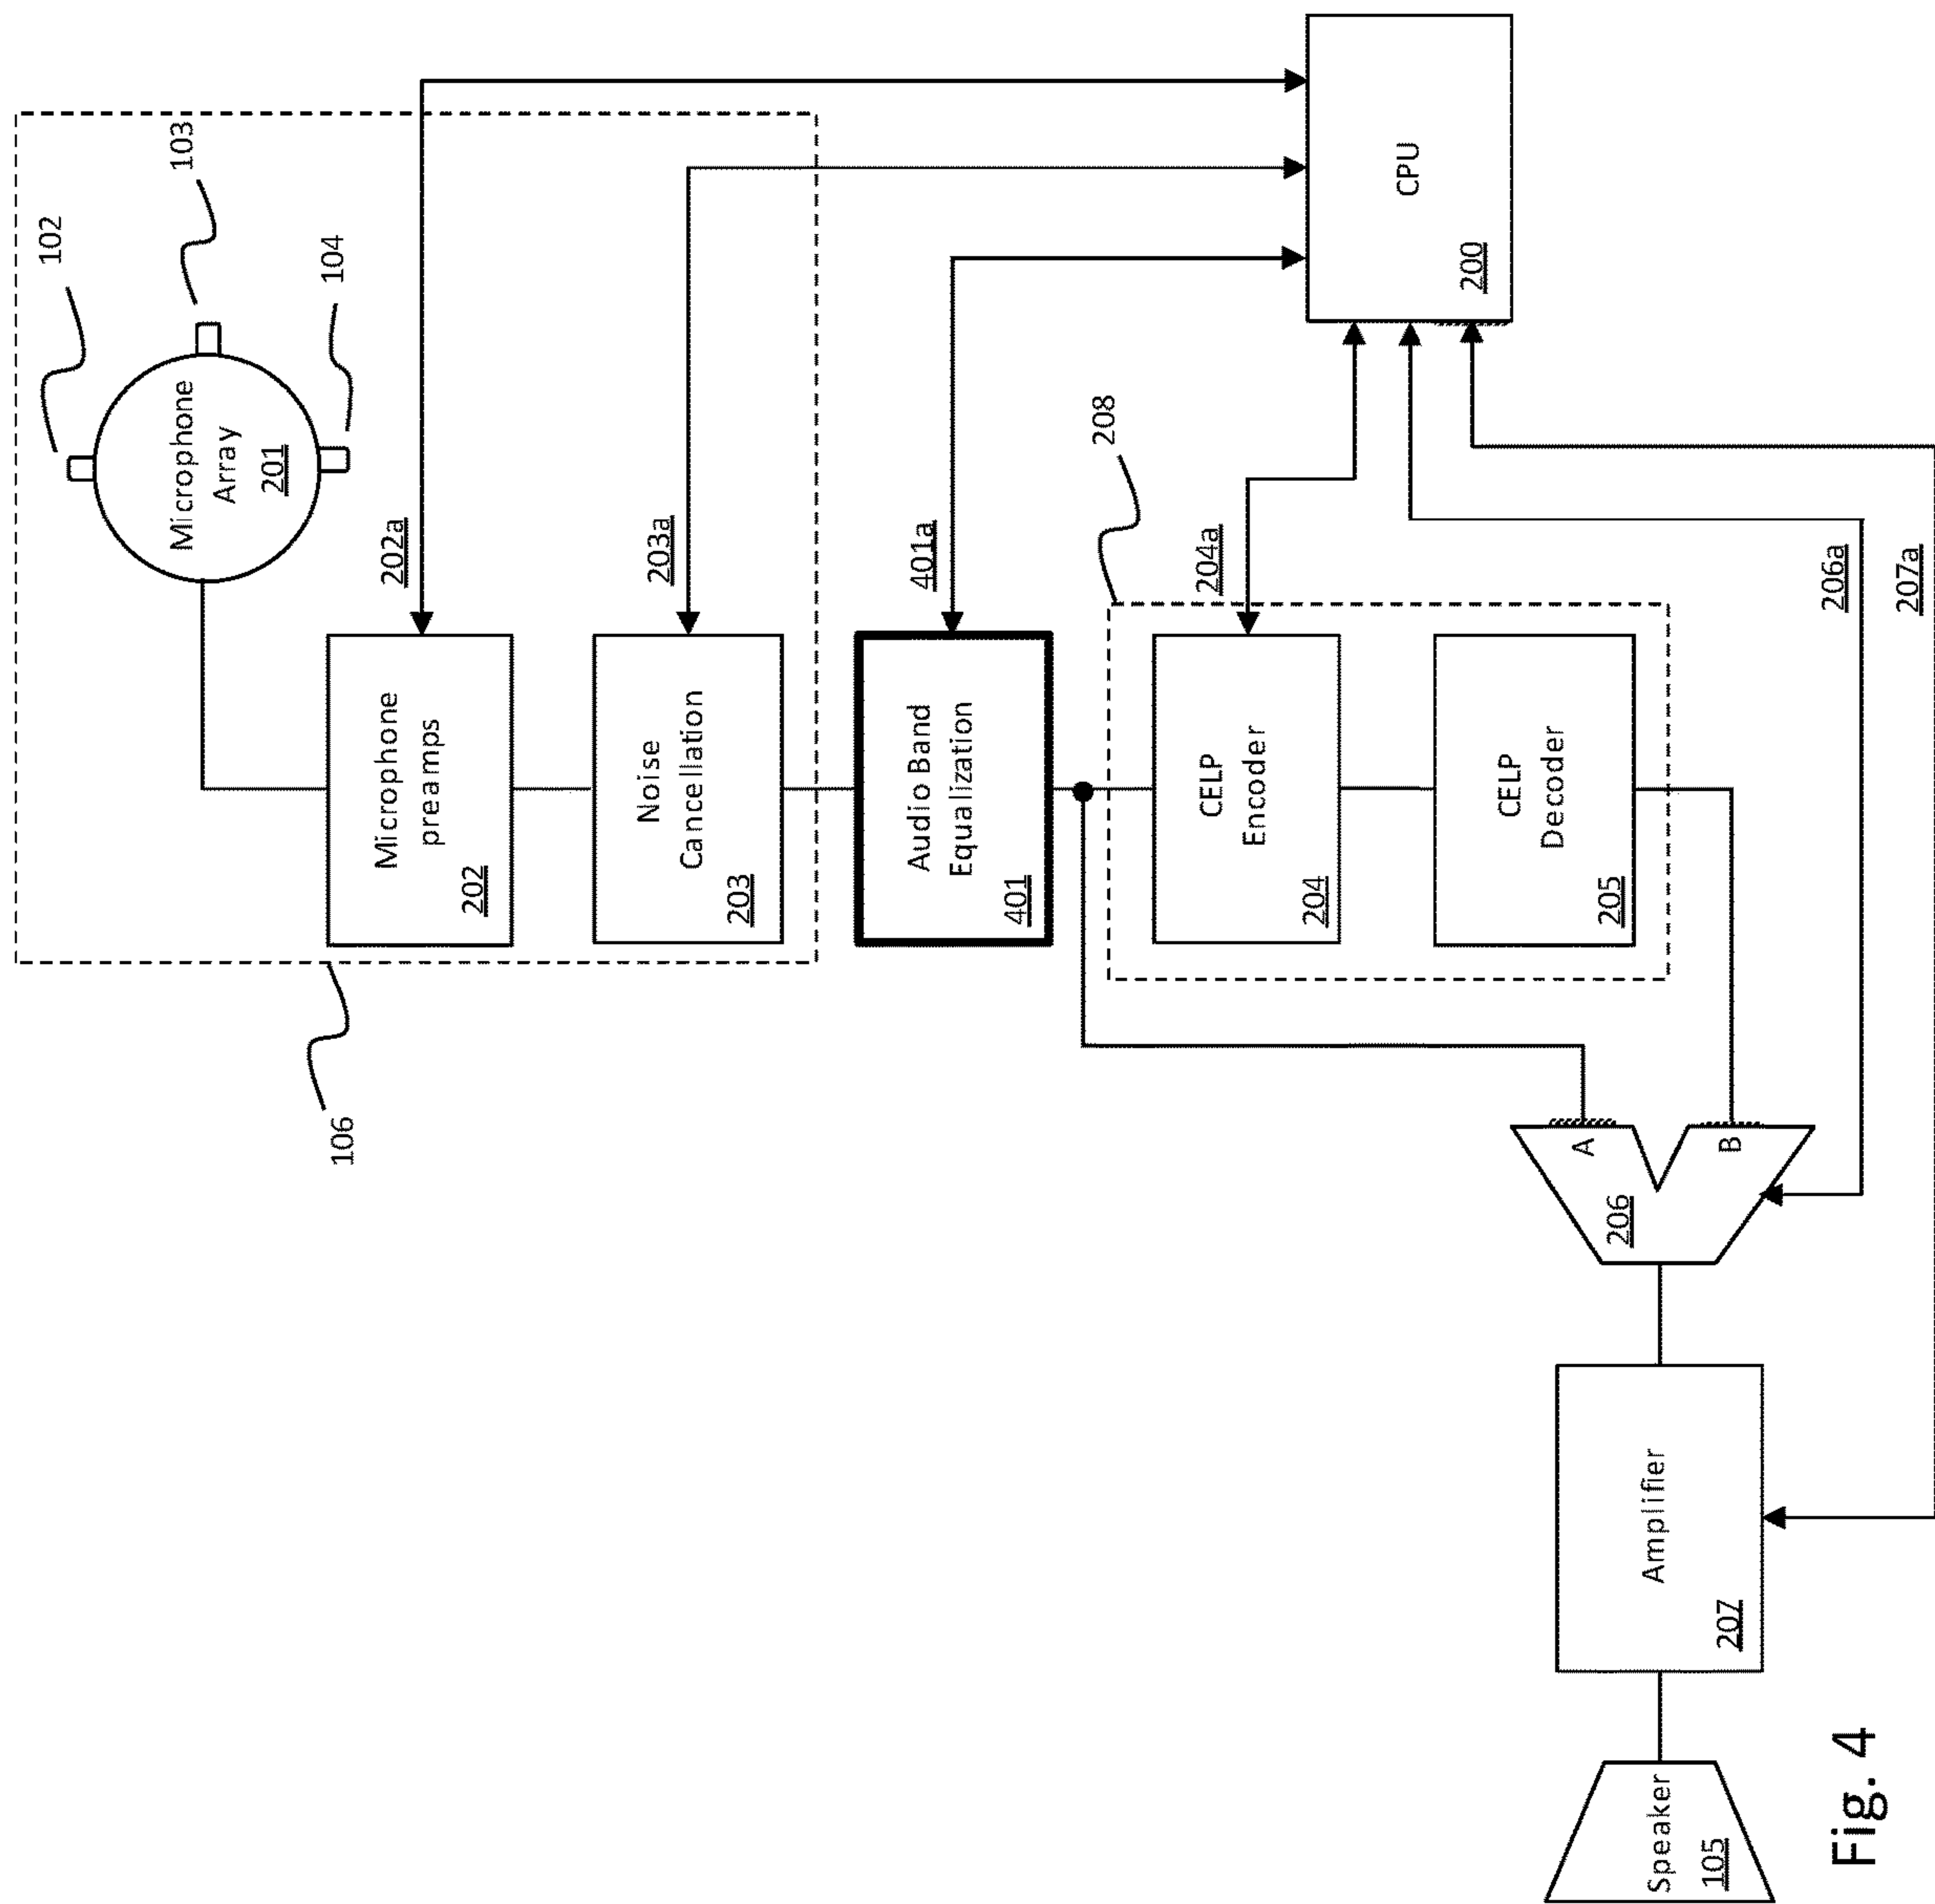 102
103
104
Microphone
Array
201
106
Microphone
preamps
202
202a
Noise
Cancellation
203
203a
Audio Band
Equalization
401
401a
208
CELP
Encoder
204
204a
CELP
Decoder
205
CPU
200
A
B
206
206a
Amplifier
207
207a
Speaker
105
Fig. 4